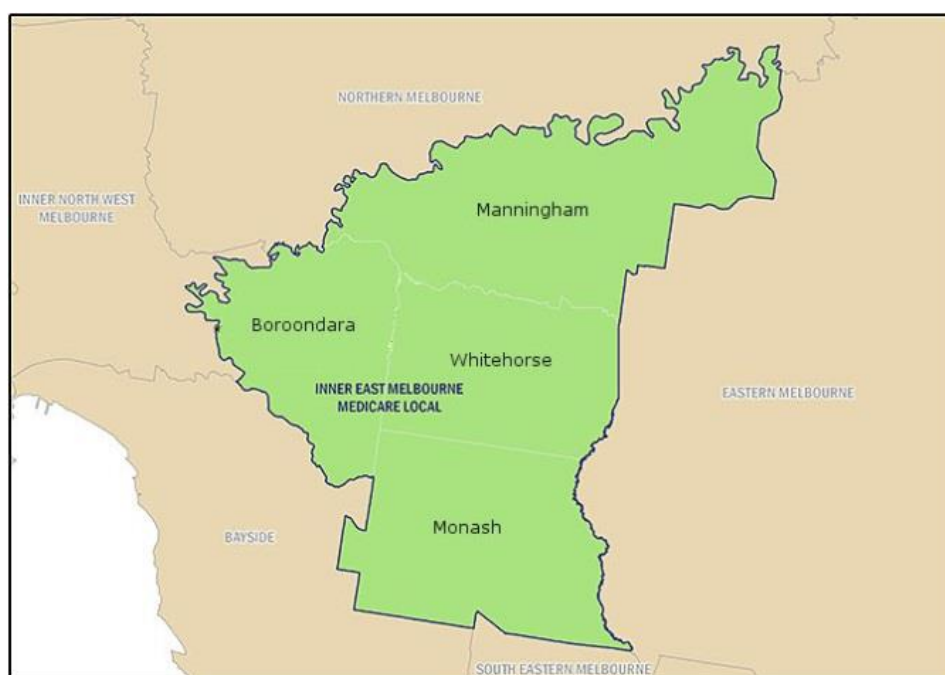 NORTHERN MELBOURNE
INNER NORTH WEST
MELBOURNE
Manningham
Boroondara
Whitehorse
INNER EAST MELBOURNE
MEDICARE LOCAL
EASTERN MELBOURNE
Monash
BAYSIDE
SOUTH EASTERN MELBOURNE